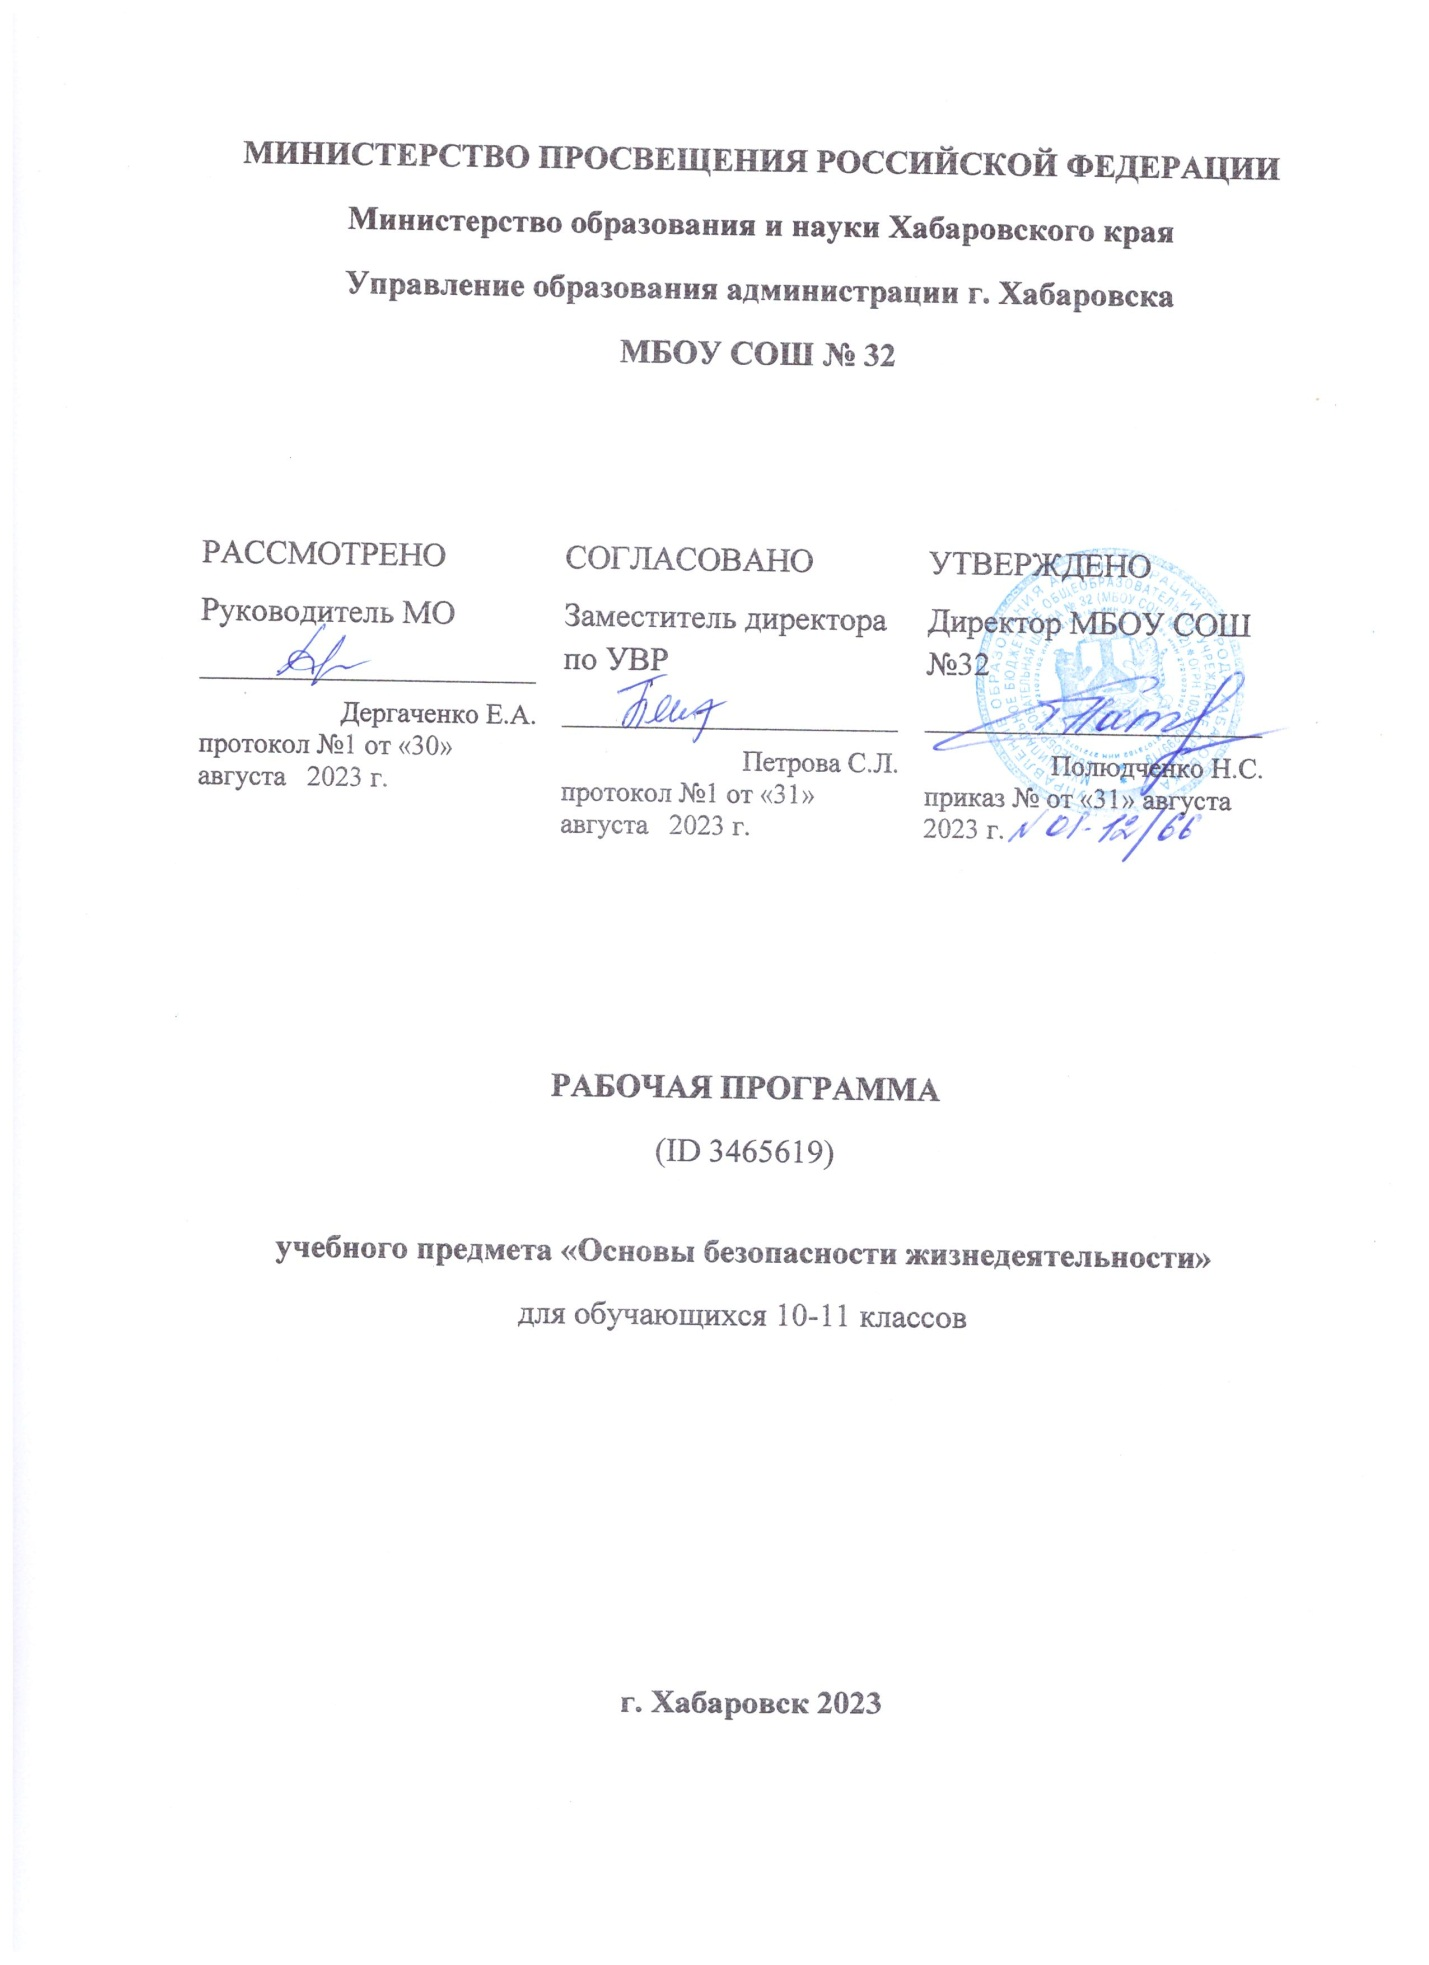 МИНИСТЕРСТВО ПРОСВЕЩЕНИЯ РОССИЙСКОЙ ФЕДЕРАЦИИ
Министерство образования и науки Хабаровского края
Управление образования администрации г. Хабаровска
МБОУ СОШ № 32
РАССМОТРЕНО
Руководитель МО
Дергаченко Е.А.
протокол №1 от «30»
августа 2023 г.
СОГЛАСОВАНО
Заместитель директора
по УВР
Петрова С.Л.
протокол №1 от «31»
августа 2023 г.
УТВЕРЖДЕНО
Директор МБОУ СОШ
№32
Полюдченко Н.С.
приказ № от «31» августа
2023 г. № 01-12/66
РАБОЧАЯ ПРОГРАММА
(ID 3465619)
учебного предмета «Основы безопасности жизнедеятельности»
для обучающихся 10-11 классов
г. Хабаровск 2023